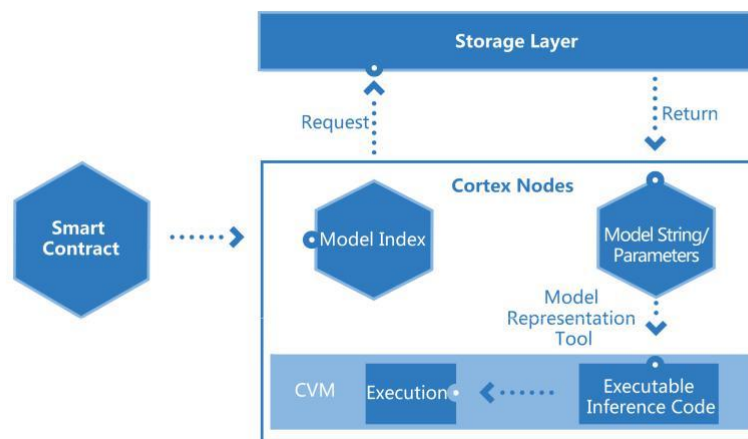 Storage Layer
Request
Return
Cortex Nodes
Smart
Contract
Model Index
Model String/
Parameters
Model
Representation
Tool
CVM
Execution
Executable
Inference Code